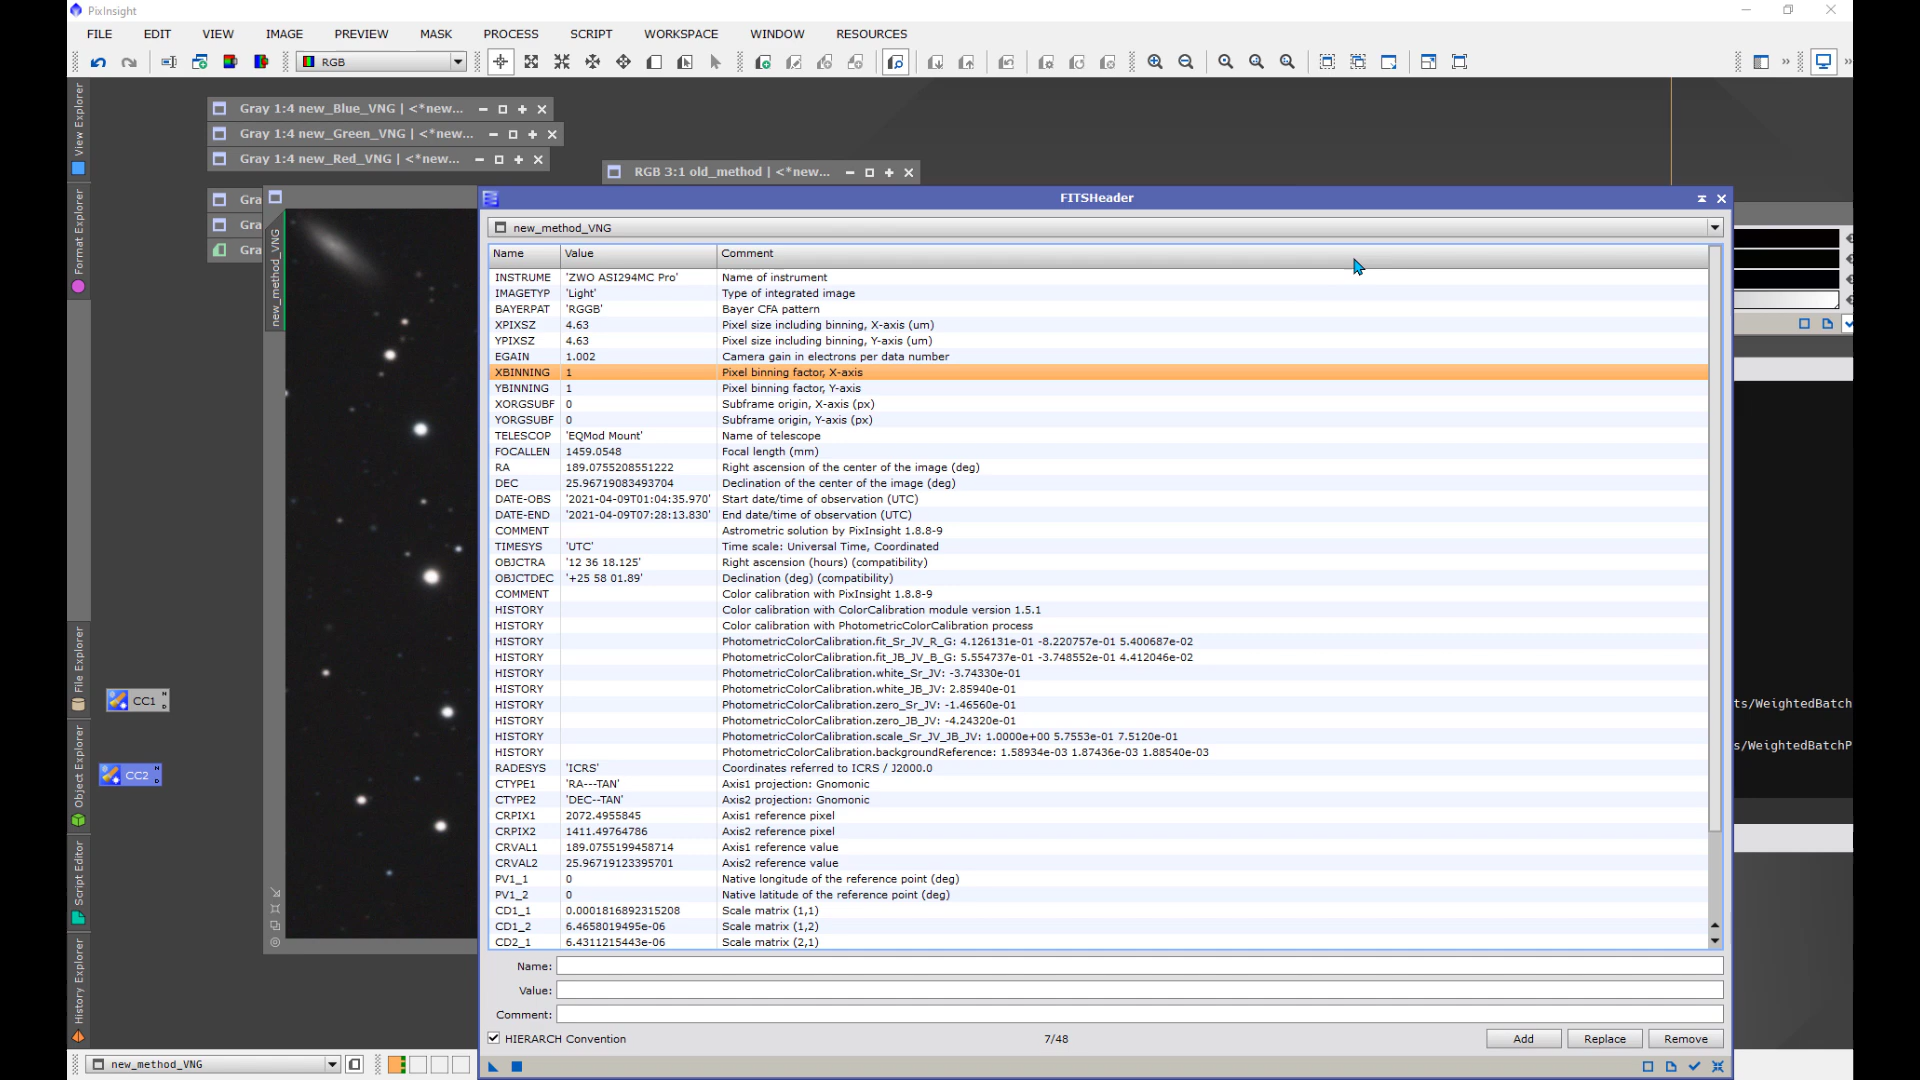 PixInsight
FILE EDIT VIEW IMAGE PREVIEW MASK PROCESS SCRIPT WORKSPACE WINDOW RESOURCES
RGB
View Explorer
Format Explorer
File Explorer
Object Explorer
Script Editor
History Explorer
Gray 1:4 new_Blue_VNG | <*new...
Gray 1:4 new_Green_VNG | <*new...
Gray 1:4 new_Red_VNG | <*new...
RGB 3:1 old_method | <*new...
Gra
Gra
Gra
new_method_VNG
CC1 N D
CC2 N D
FITSHeader
new_method_VNG
Name Value Comment
INSTRUME 'ZWO ASI294MC Pro' Name of instrument
IMAGETYP 'Light' Type of integrated image
BAYERPAT 'RGGB' Bayer CFA pattern
XPIXSZ 4.63 Pixel size including binning, X-axis (um)
YPIXSZ 4.63 Pixel size including binning, Y-axis (um)
EGAIN 1.002 Camera gain in electrons per data number
XBINNING 1 Pixel binning factor, X-axis
YBINNING 1 Pixel binning factor, Y-axis
XORGSUBF 0 Subframe origin, X-axis (px)
YORGSUBF 0 Subframe origin, Y-axis (px)
TELESCOP 'EQMod Mount' Name of telescope
FOCALLEN 1459.0548 Focal length (mm)
RA 189.0755208551222 Right ascension of the center of the image (deg)
DEC 25.96719083493704 Declination of the center of the image (deg)
DATE-OBS '2021-04-09T01:04:35.970' Start date/time of observation (UTC)
DATE-END '2021-04-09T07:28:13.830' End date/time of observation (UTC)
COMMENT Astrometric solution by PixInsight 1.8.8-9
TIMESYS 'UTC' Time scale: Universal Time, Coordinated
OBJCTRA '12 36 18.125' Right ascension (hours) (compatibility)
OBJCTDEC '+25 58 01.89' Declination (deg) (compatibility)
COMMENT Color calibration with PixInsight 1.8.8-9
HISTORY Color calibration with ColorCalibration module version 1.5.1
HISTORY Color calibration with PhotometricColorCalibration process
HISTORY PhotometricColorCalibration.fit_Sr_JV_R_G: 4.126131e-01 -8.220757e-01 5.400687e-02
HISTORY PhotometricColorCalibration.fit_JB_JV_B_G: 5.554737e-01 -3.748552e-01 4.412046e-02
HISTORY PhotometricColorCalibration.white_Sr_JV: -3.74330e-01
HISTORY PhotometricColorCalibration.white_JB_JV: 2.85940e-01
HISTORY PhotometricColorCalibration.zero_Sr_JV: -1.46560e-01
HISTORY PhotometricColorCalibration.zero_JB_JV: -4.24320e-01
HISTORY PhotometricColorCalibration.scale_Sr_JV_JB_JV: 1.0000e+00 5.7553e-01 7.5120e-01
HISTORY PhotometricColorCalibration.backgroundReference: 1.58934e-03 1.87436e-03 1.88540e-03
RADESYS 'ICRS' Coordinates referred to ICRS / J2000.0
CTYPE1 'RA---TAN' Axis1 projection: Gnomonic
CTYPE2 'DEC--TAN' Axis2 projection: Gnomonic
CRPIX1 2072.4955845 Axis1 reference pixel
CRPIX2 1411.49764786 Axis2 reference pixel
CRVAL1 189.0755199458714 Axis1 reference value
CRVAL2 25.96719123395701 Axis2 reference value
PV1_1 0 Native longitude of the reference point (deg)
PV1_2 0 Native latitude of the reference point (deg)
CD1_1 0.0001816892315208 Scale matrix (1,1)
CD1_2 6.4658019495e-06 Scale matrix (1,2)
CD2_1 6.4311215443e-06 Scale matrix (2,1)
Name:
Value:
Comment:
HIERARCH Convention 7/48 Add Replace Remove
ts/WeightedBatch
s/WeightedBatchP
new_method_VNG